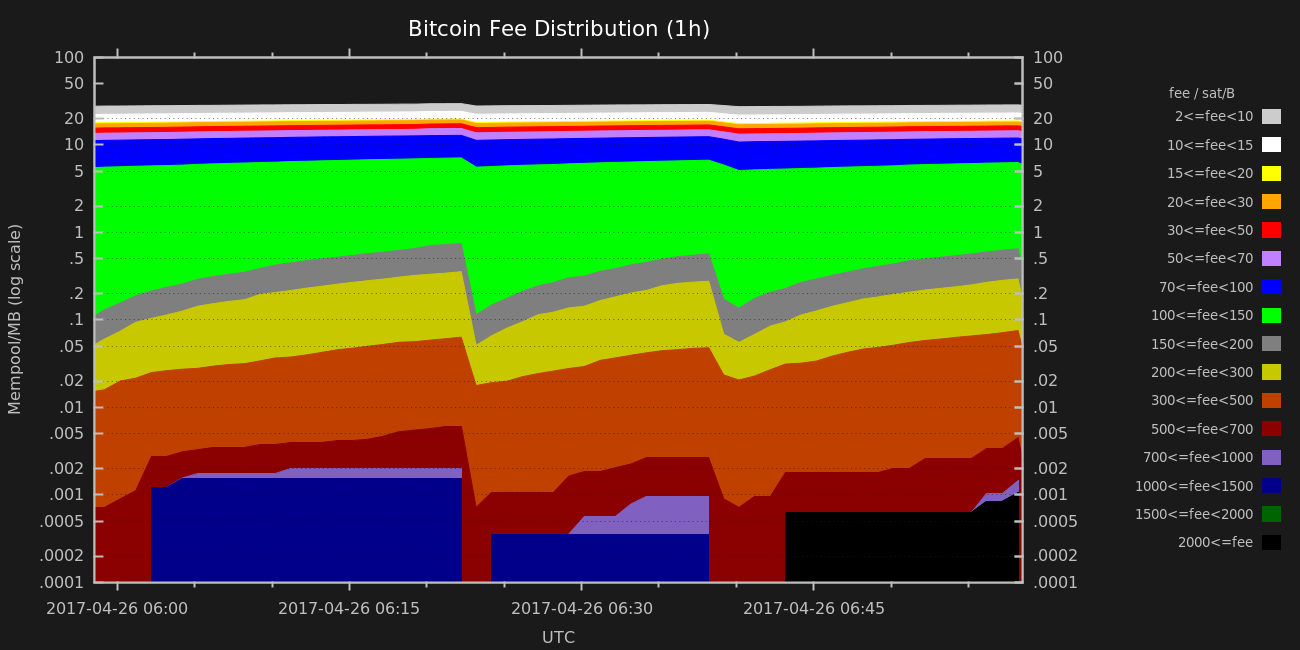 Bitcoin Fee Distribution (1h)
Mempool/MB (log scale)
100
50
20
10
5
2
1
.5
.2
.1
.05
.02
.01
.005
.002
.001
.0005
.0002
.0001
100
50
20
10
5
2
1
.5
.2
.1
.05
.02
.01
.005
.002
.001
.0005
.0002
.0001
2017-04-26 06:00
2017-04-26 06:15
2017-04-26 06:30
2017-04-26 06:45
UTC
fee / sat/B
2<=fee<10
10<=fee<15
15<=fee<20
20<=fee<30
30<=fee<50
50<=fee<70
70<=fee<100
100<=fee<150
150<=fee<200
200<=fee<300
300<=fee<500
500<=fee<700
700<=fee<1000
1000<=fee<1500
1500<=fee<2000
2000<=fee